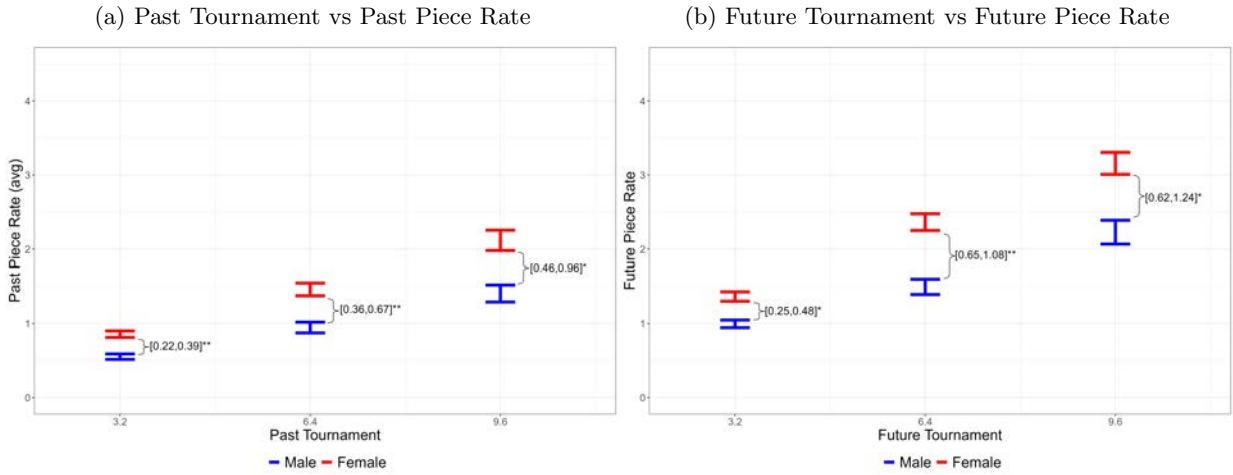 (a) Past Tournament vs Past Piece Rate
Past Piece Rate (avg)
4
3
2
1
0
[0.22,0.39]**
[0.36,0.67]**
[0.46,0.96]*
3.2
6.4
9.6
Past Tournament
Male
Female
(b) Future Tournament vs Future Piece Rate
Future Piece Rate
4
3
2
1
0
[0.25,0.48]*
[0.65,1.08]**
[0.62,1.24]*
3.2
6.4
9.6
Future Tournament
Male
Female